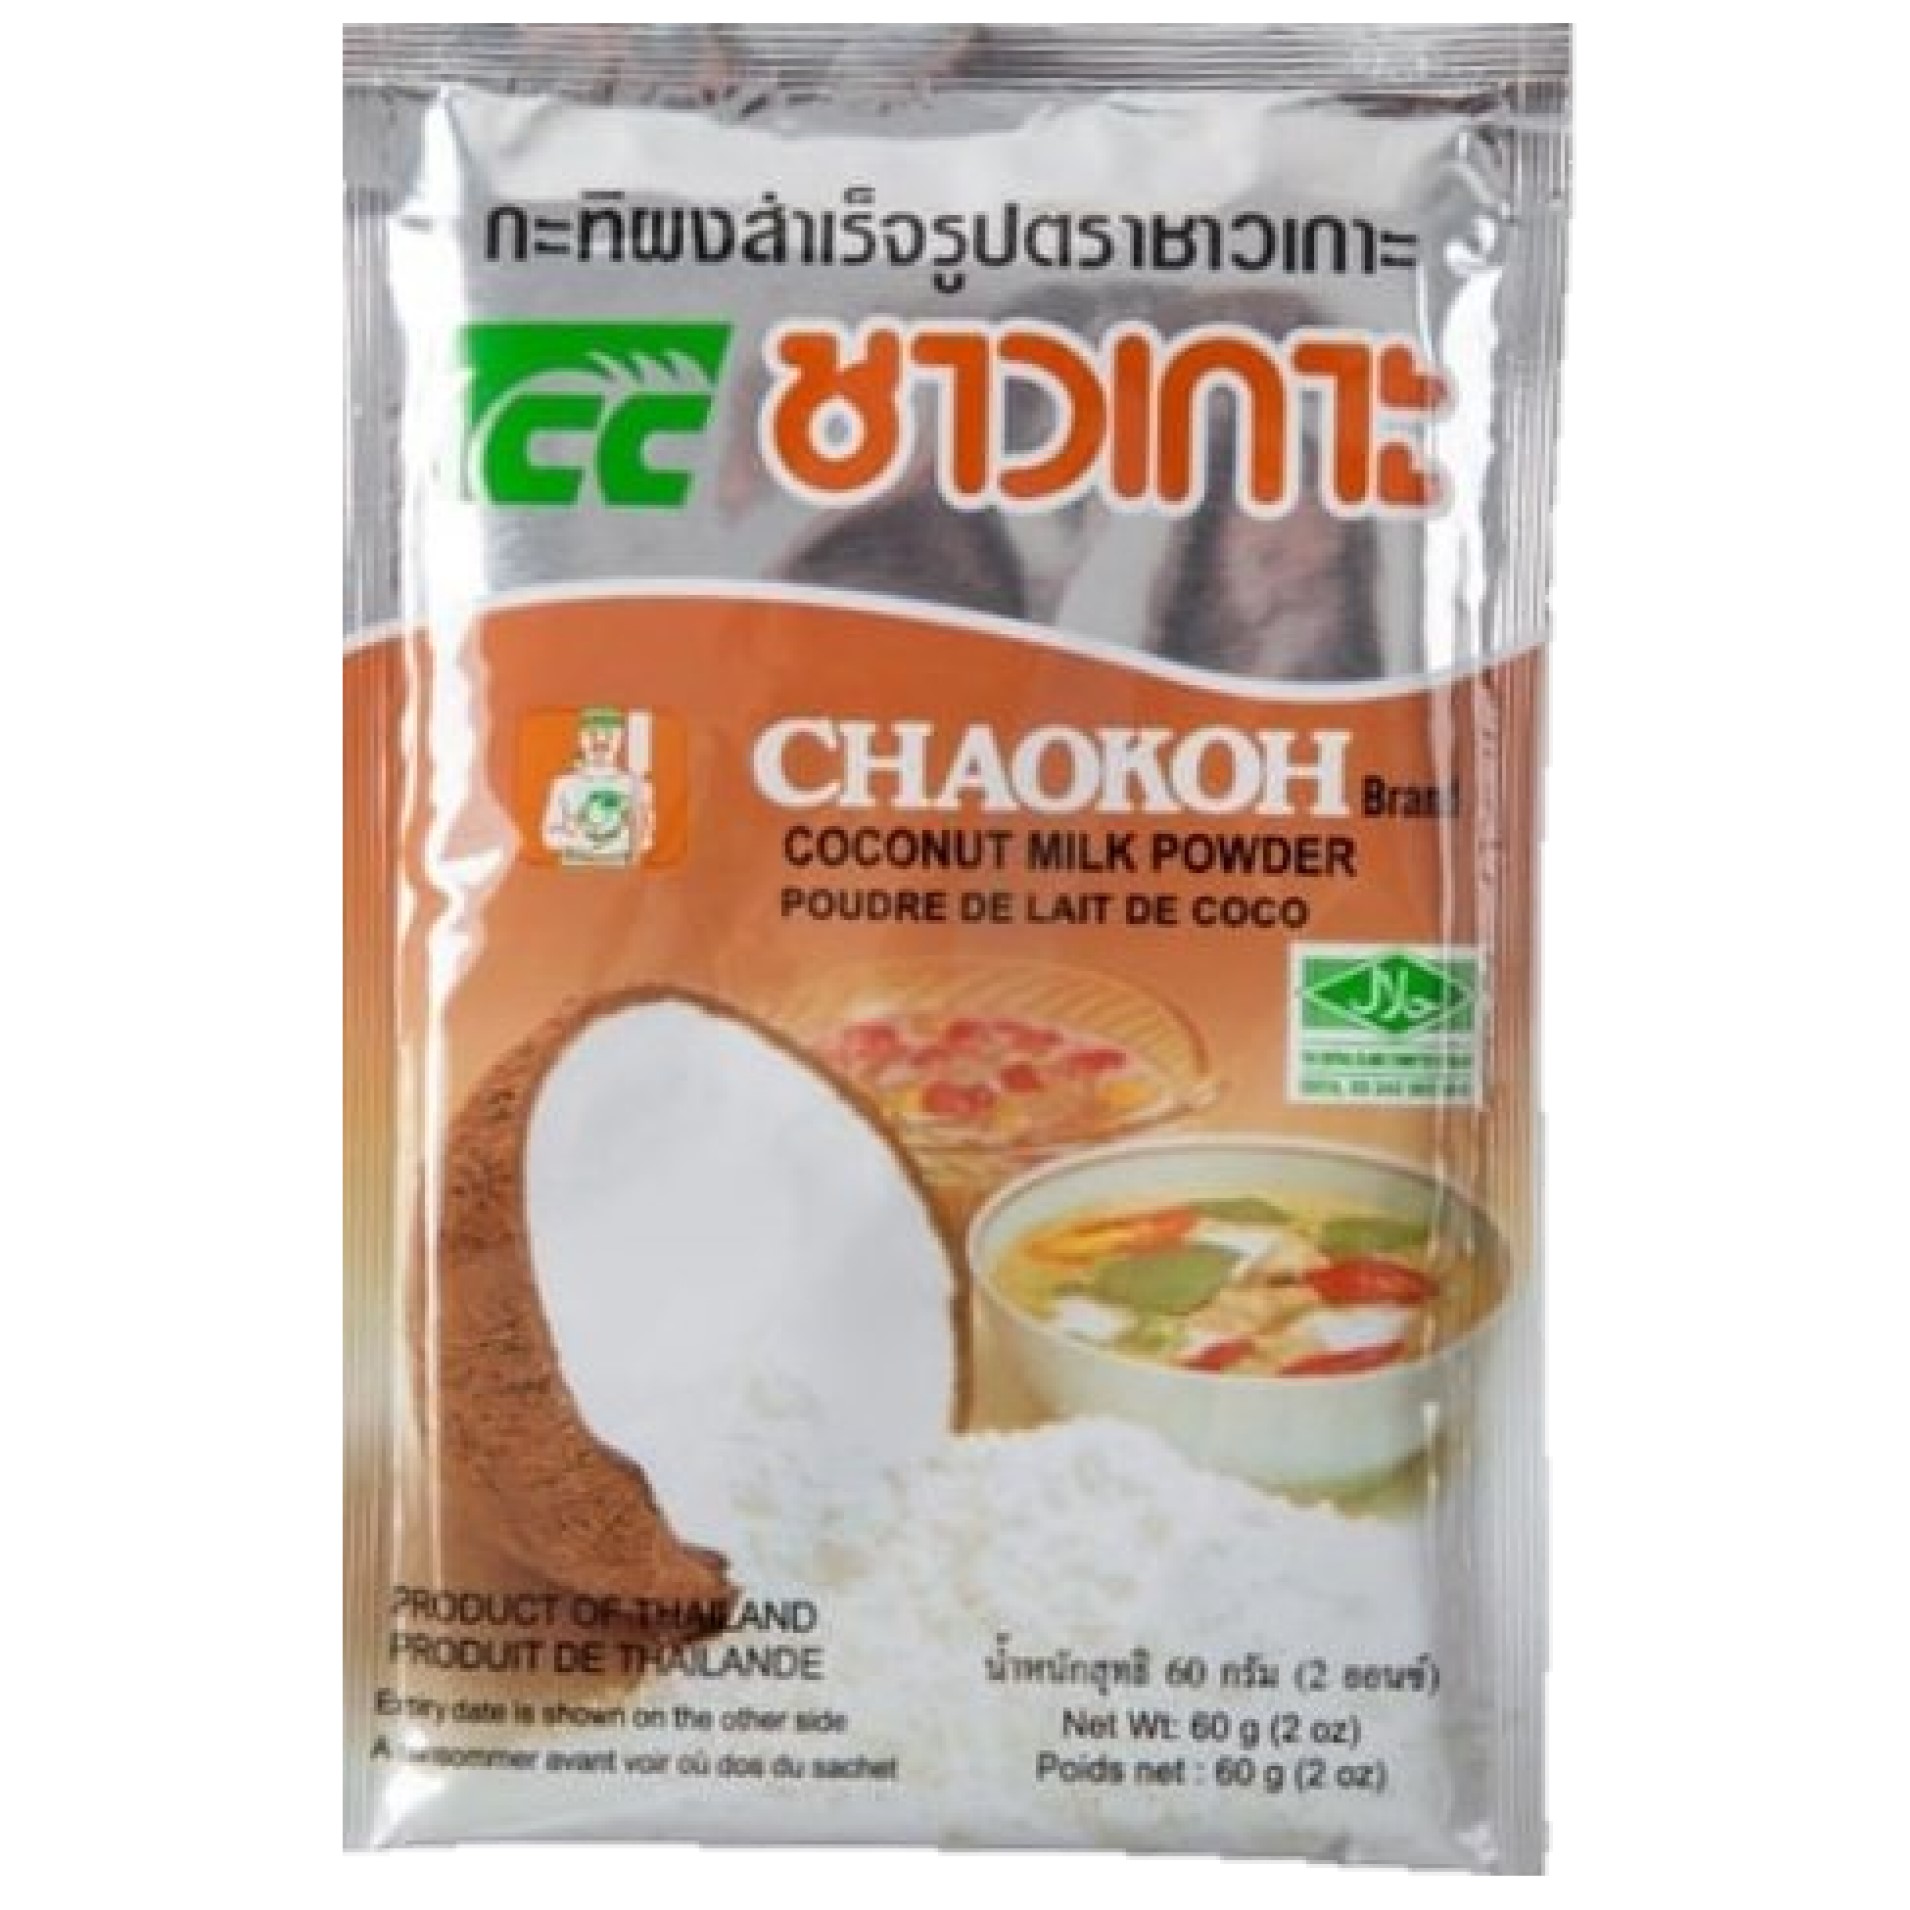 กะทิผงสำเร็จรูปตราชาวเกาะ
ชาวเกาะ
CHAOKOH Brand
COCONUT MILK POWDER
POUDRE DE LAIT DE COCO
PRODUCT OF THAILAND
PRODUIT DE THAILANDE
Expiry date is shown on the other side
A consommer avant voir où dos du sachet
น้ำหนักสุทธิ 60 กรัม (2 ออนซ์)
Net Wt: 60 g (2 oz)
Poids net : 60 g (2 oz)